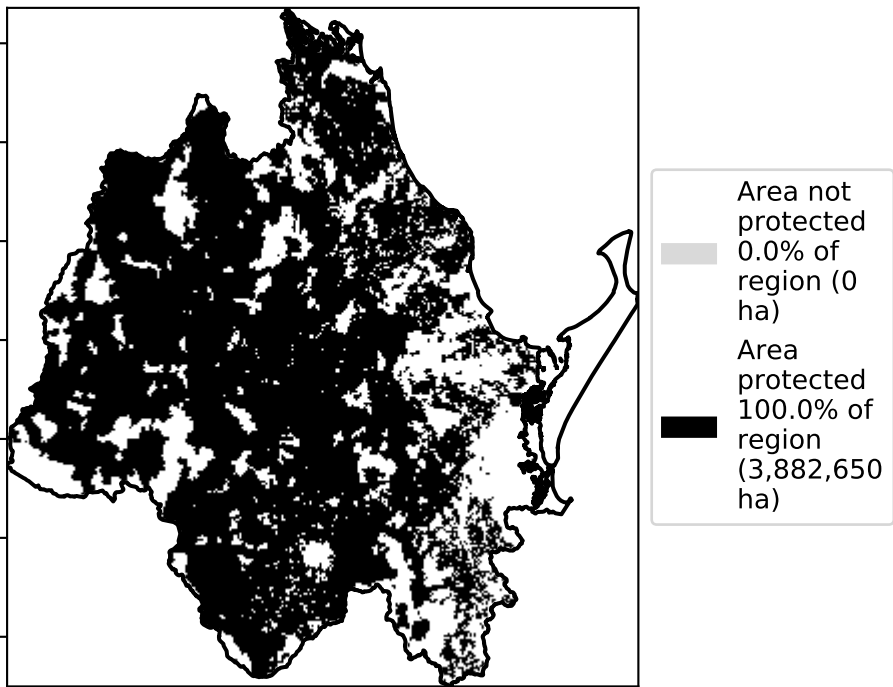 Area not
protected
0.0% of
region (0
ha)
Area
protected
100.0% of
region
(3,882,650
ha)